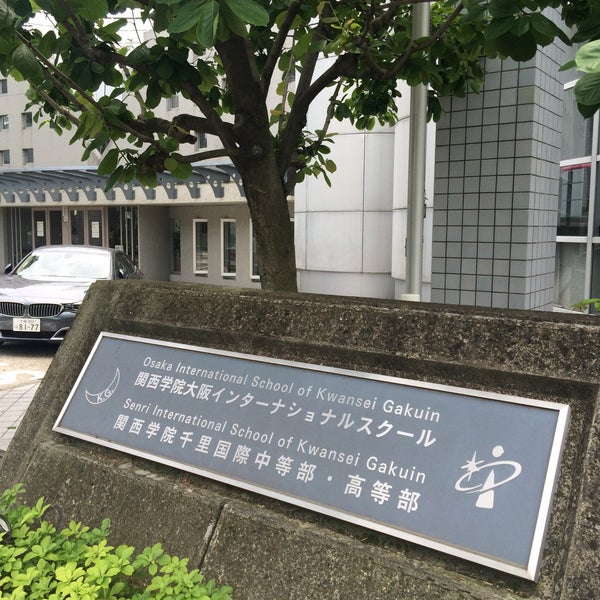 Osaka International School of Kwansei Gakuin
関西学院大阪インターナショナルスクール
Senri International School of Kwansei Gakuin
関西学院千里国際中等部・高等部
K.G.
81-77